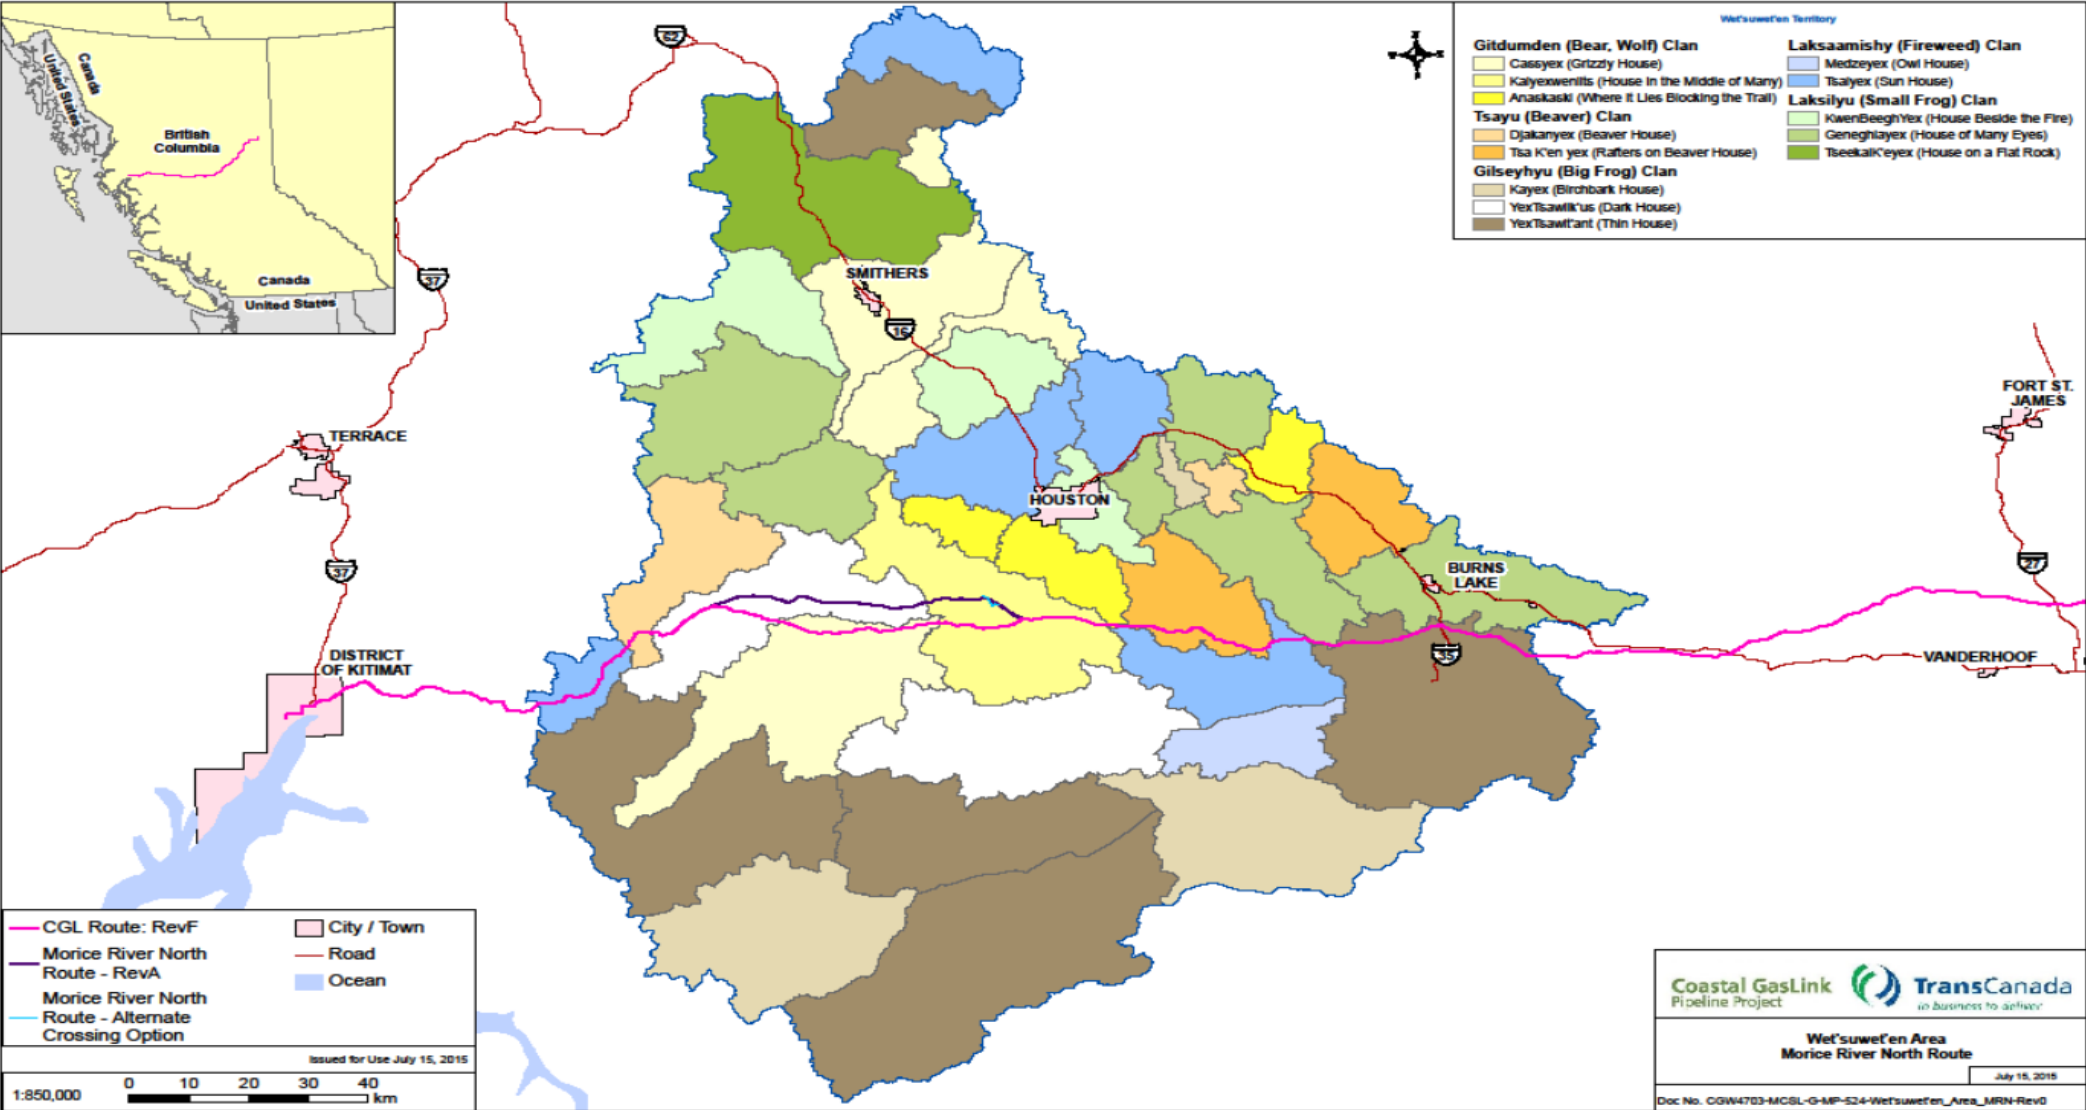 Canada
United States
British
Columbia
Canada
United States
62
37
SMITHERS
16
TERRACE
37
DISTRICT
OF KITIMAT
HOUSTON
BURNS
LAKE
35
FORT ST.
JAMES
27
VANDERHOOF
Wet'suwet'en Territory
Gitdumden (Bear, Wolf) Clan
Cassyex (Grizzly House)
Kaiyexweniits (House in the Middle of Many)
Anaskaski (Where it Lies Blocking the Trail)
Tsayu (Beaver) Clan
Djakanyex (Beaver House)
Tsa K'en yex (Rafters on Beaver House)
Gilseyhyu (Big Frog) Clan
Kayex (Birchbark House)
YexTsawilk'us (Dark House)
YexTsawit'ant (Thin House)
Laksaamishy (Fireweed) Clan
Medzeyex (Owl House)
Tsaiyex (Sun House)
Laksilyu (Small Frog) Clan
KwenBeeghYex (House Beside the Fire)
Geneghlayex (House of Many Eyes)
TseekalK'eyex (House on a Flat Rock)
CGL Route: RevF
Morice River North
Route - RevA
Morice River North
Route - Alternate
Crossing Option
City / Town
Road
Ocean
Issued for Use July 15, 2015
1:850,000
0 10 20 30 40
km
Coastal GasLink
Pipeline Project
TransCanada
In business to deliver
Wet'suwet'en Area
Morice River North Route
July 15, 2015
Doc No. CGW4703-MCSL-G-MP-524-Wet'suwet'en_Area_MRN-Rev0